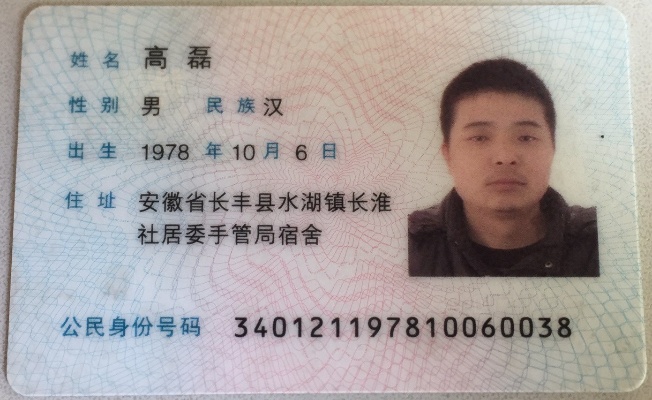 姓名 高磊
性别 男 民族 汉
出生 1978 年 10 月 6 日
住址 安徽省长丰县水湖镇长淮
社居委手管局宿舍
公民身份号码 340121197810060038